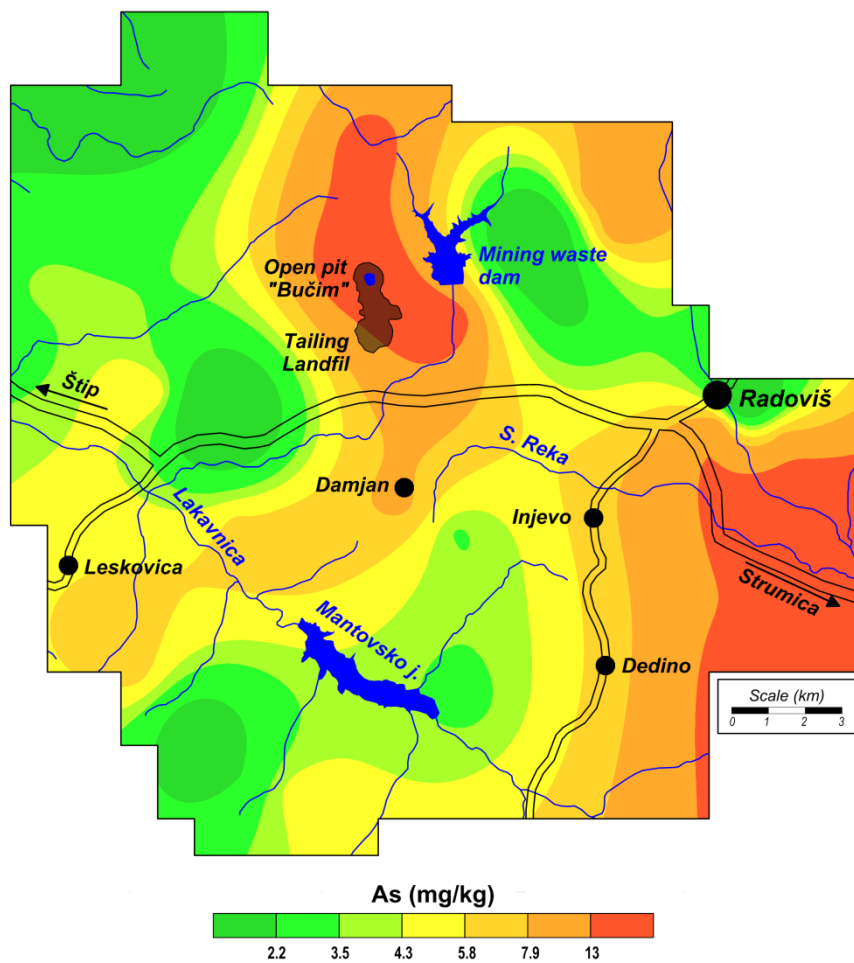 Open pit
"Bučim"
Mining waste
dam
Tailing
Landfil
Štip
Radoviš
S. Reka
Damjan
Lakavnica
Injevo
Leskovica
Strumica
Mantovsko j.
Dedino
Scale (km)
0 1 2 3
As (mg/kg)
2.2 3.5 4.3 5.8 7.9 13